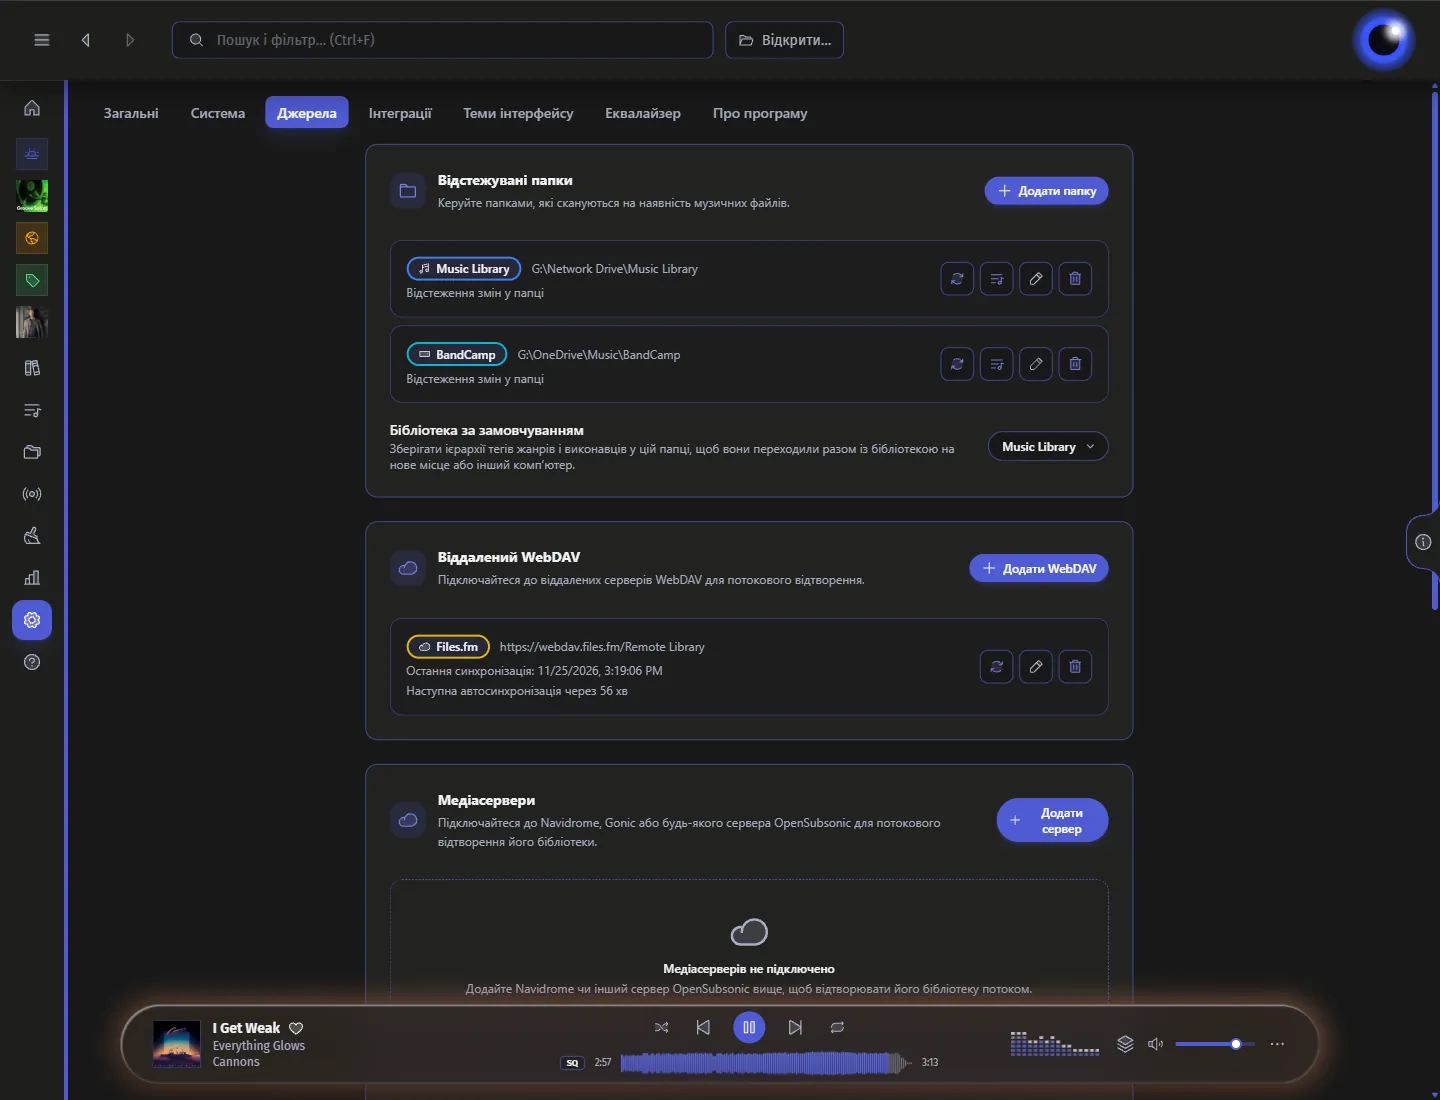 Пошук і фільтр... (Ctrl+F)
Відкрити...
Загальні
Система
Джерела
Інтеграції
Теми інтерфейсу
Еквалайзер
Про програму
Відстежувані папки
Керуйте папками, які скануються на наявність музичних файлів.
Додати папку
Music Library
G:\Network Drive\Music Library
Відстеження змін у папці
BandCamp
G:\OneDrive\Music\BandCamp
Відстеження змін у папці
Бібліотека за замовчуванням
Зберігати ієрархії тегів жанрів і виконавців у цій папці, щоб вони переходили разом із бібліотекою на
нове місце або інший комп'ютер.
Music Library
Віддалений WebDAV
Підключайтеся до віддалених серверів WebDAV для потокового відтворення.
Додати WebDAV
Files.fm
https://webdav.files.fm/Remote Library
Остання синхронізація: 11/25/2026, 3:19:06 PM
Наступна автосинхронізація через 56 хв
Медіасервери
Підключайтеся до Navidrome, Gonic або будь-якого сервера OpenSubsonic для потокового
відтворення його бібліотеки.
Додати
сервер
Медіасерверів не підключено
Додайте Navidrome чи інший сервер OpenSubsonic вище, щоб відтворювати його бібліотеку потоком.
I Get Weak
Everything Glows
Cannons
SQ
2:57
3:13